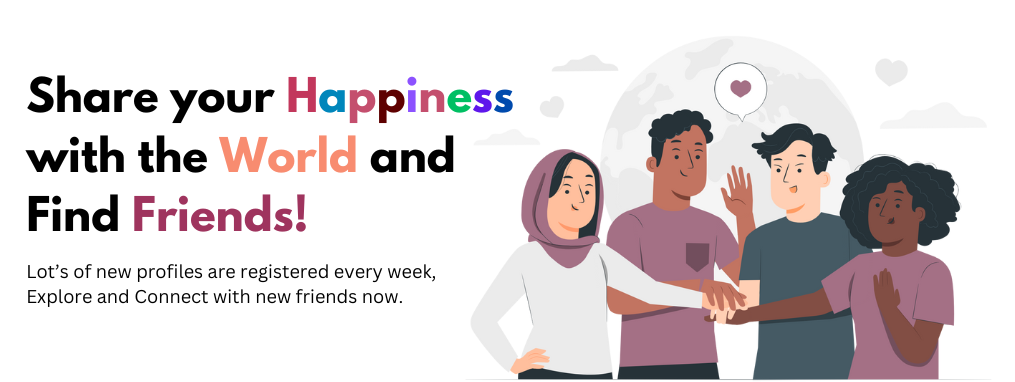 Share your Happiness
with the World and
Find Friends!
Lot's of new profiles are registered every week,
Explore and Connect with new friends now.